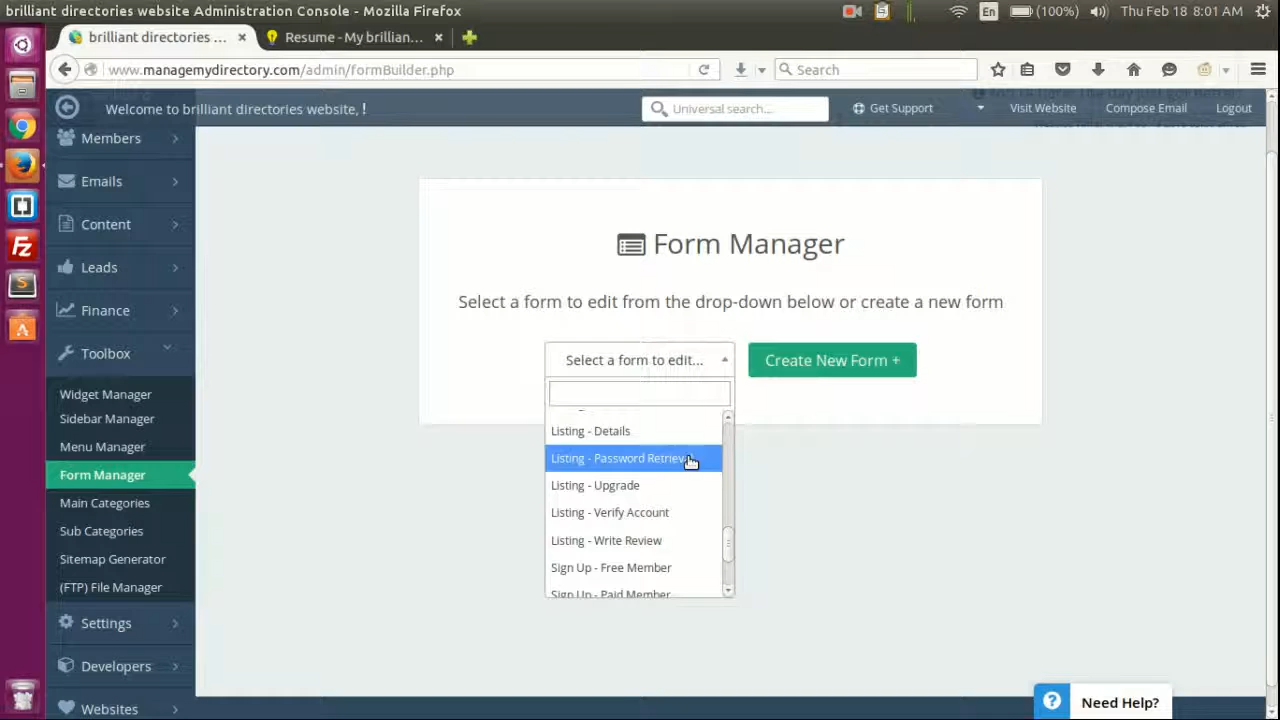 brilliant directories website Administration Console - Mozilla Firefox
En
(100%)
Thu Feb 18 8:01 AM
brilliant directories ... ×
Resume - My brillian... ×
www.managemydirectory.com/admin/formBuilder.php
Search
Welcome to brilliant directories website, !
Universal search...
Get Support
Visit Website
Compose Email
Logout
Members
Emails
Content
Leads
Finance
Toolbox
Widget Manager
Sidebar Manager
Menu Manager
Form Manager
Main Categories
Sub Categories
Sitemap Generator
(FTP) File Manager
Settings
Developers
Websites
Form Manager
Select a form to edit from the drop-down below or create a new form
Select a form to edit...
Create New Form +
Listing - Details
Listing - Password Retrieva
Listing - Upgrade
Listing - Verify Account
Listing - Write Review
Sign Up - Free Member
Sign Up - Paid Member
Need Help?